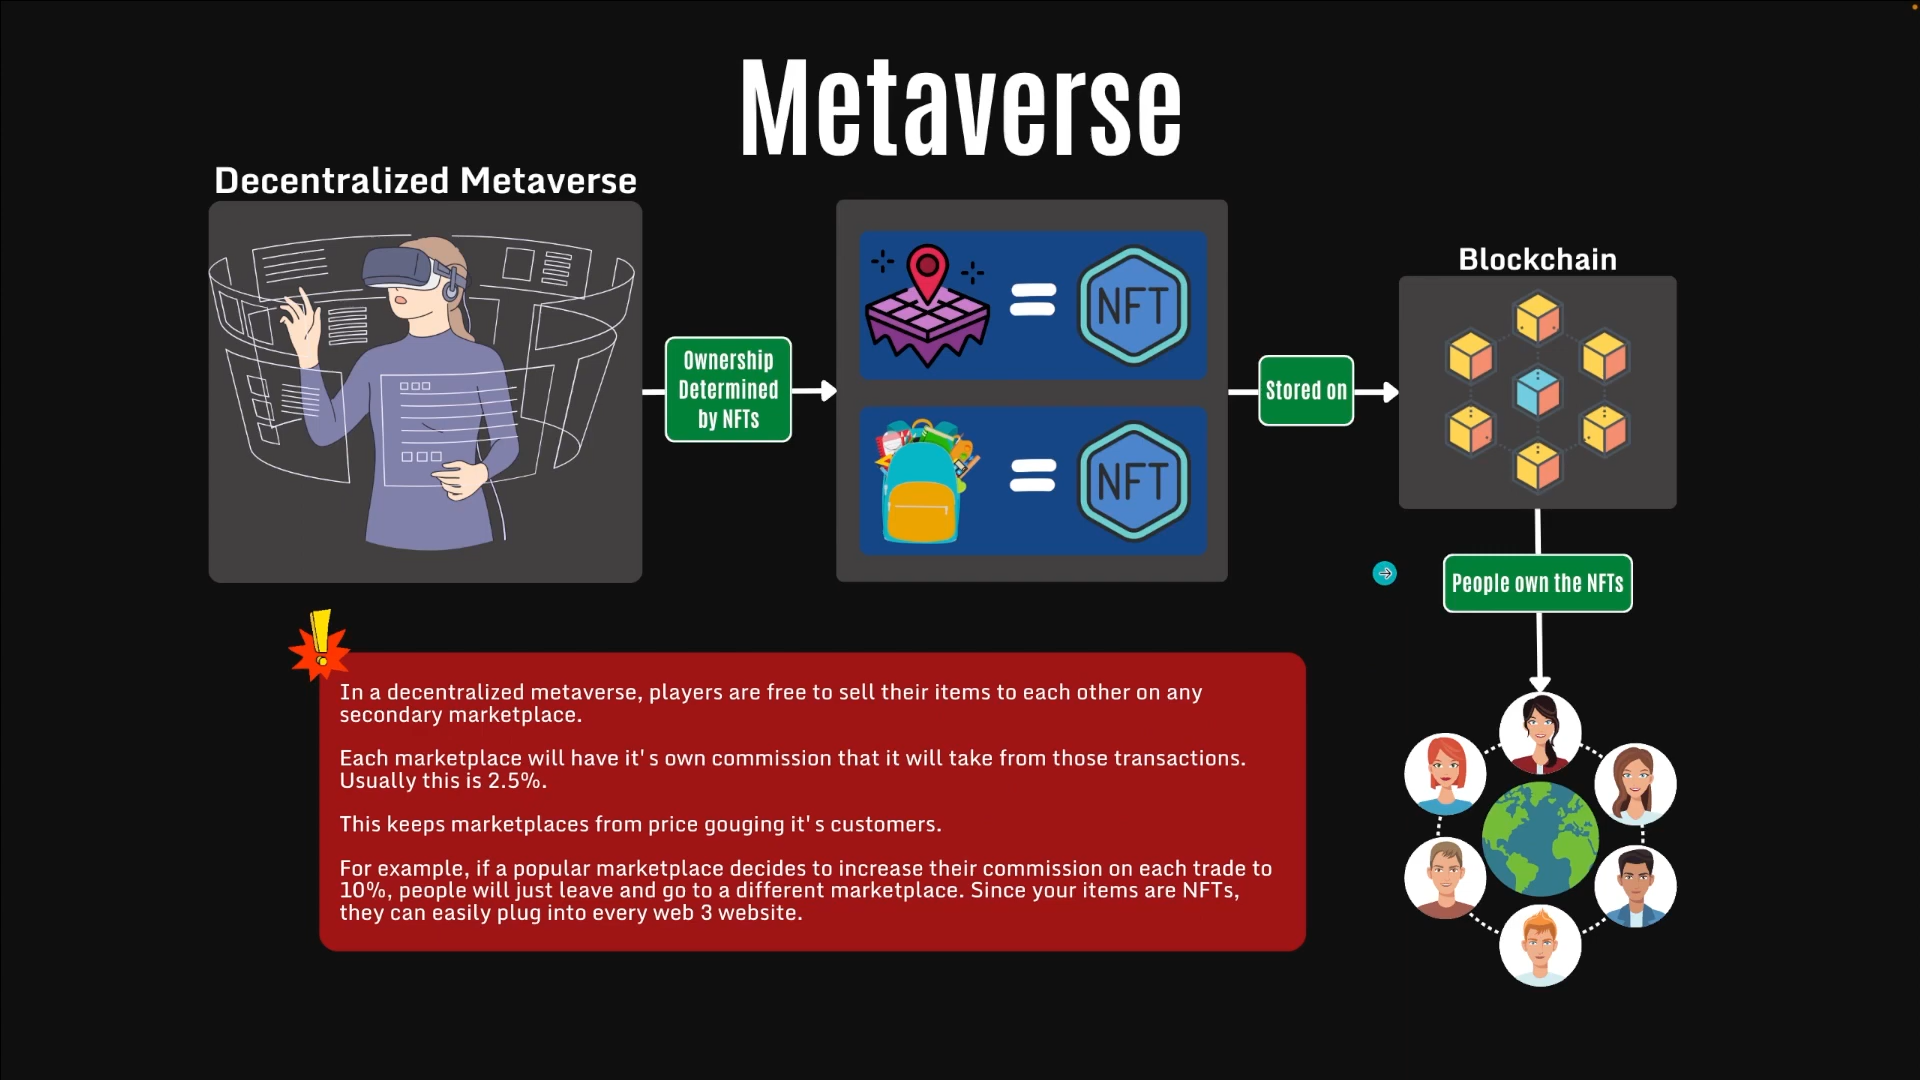 Metaverse
Decentralized Metaverse
Blockchain
NFT
Ownership
Determined
by NFTs
Stored on
NFT
People own the NFTs
In a decentralized metaverse, players are free to sell their items to each other on any
secondary marketplace.
Each marketplace will have it's own commission that it will take from those transactions.
Usually this is 2.5%.
This keeps marketplaces from price gouging it's customers.
For example, if a popular marketplace decides to increase their commission on each trade to
10%, people will just leave and go to a different marketplace. Since your items are NFTs,
they can easily plug into every web 3 website.